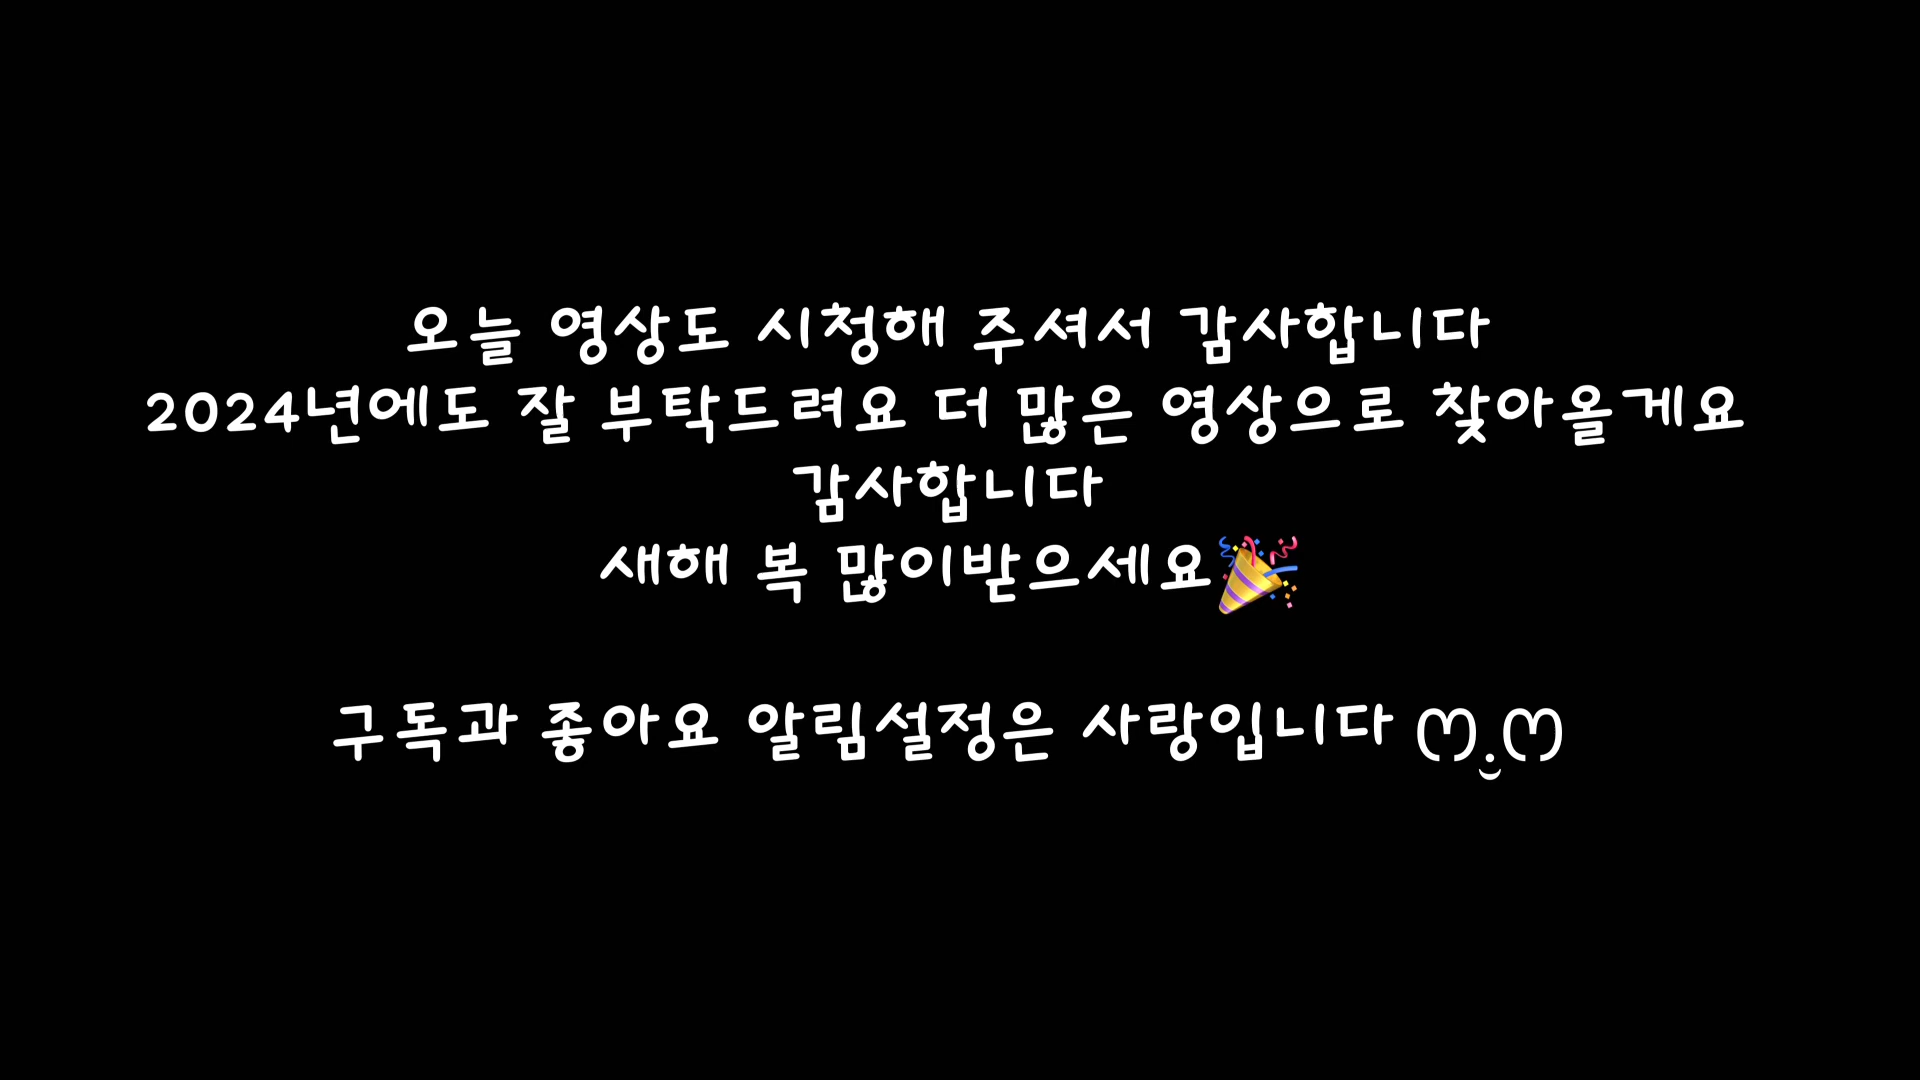 오늘 영상도 시청해 주셔서 감사합니다
2024년에도 잘 부탁드려요 더 많은 영상으로 찾아올게요
감사합니다
새해 복 많이받으세요🎉
구독과 좋아요 알림설정은 사랑입니다 ෆ.̮ෆ